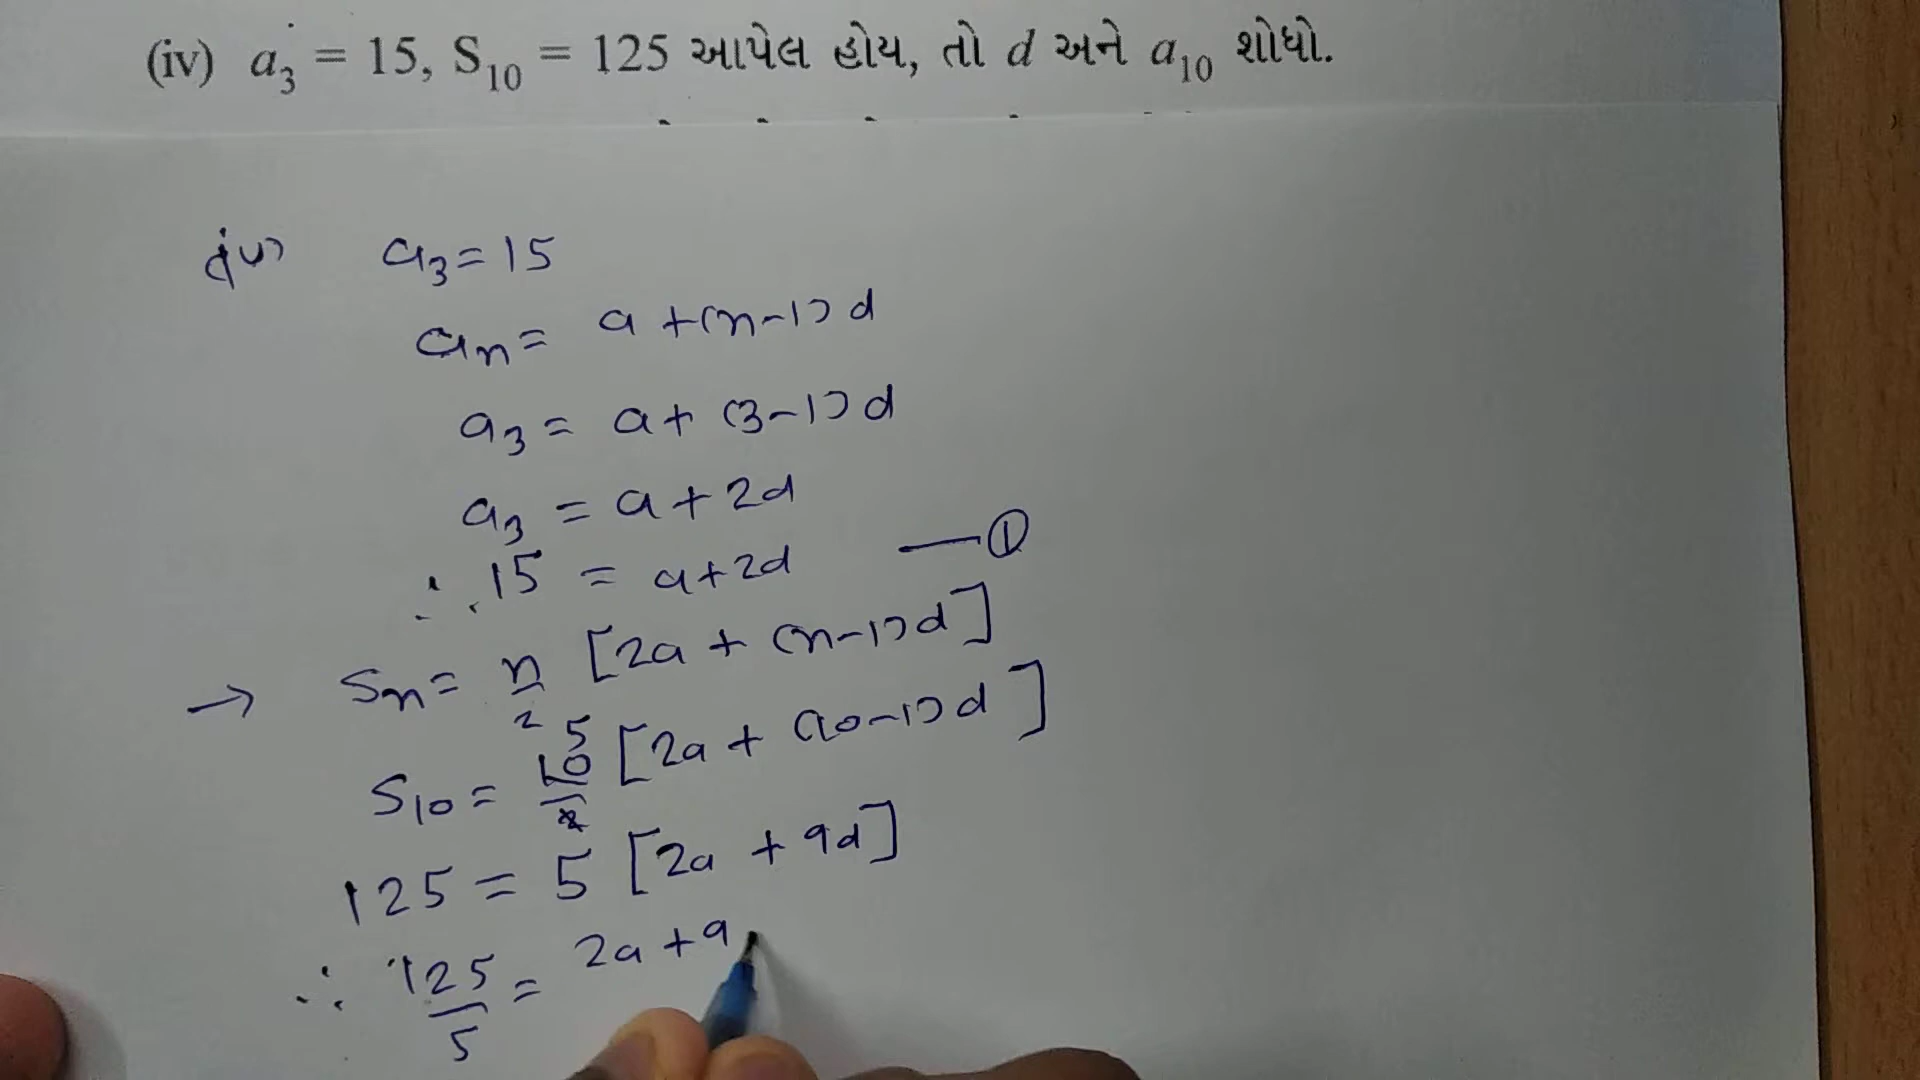 (iv) a₃ = 15, S₁₀ = 125 આપેલ હોય, તો d અને a₁₀ શોધો.
(iv) a₃ = 15
aₙ = a + (n-1) d
a₃ = a + (3-1) d
a₃ = a + 2d
∴ 15 = a + 2d — ①
→ Sₙ = n/2 [2a + (n-1) d]
S₁₀ = 10/2 5 [2a + (10-1) d]
125 = 5 [2a + 9d]
∴ 125/5 = 2a + 9